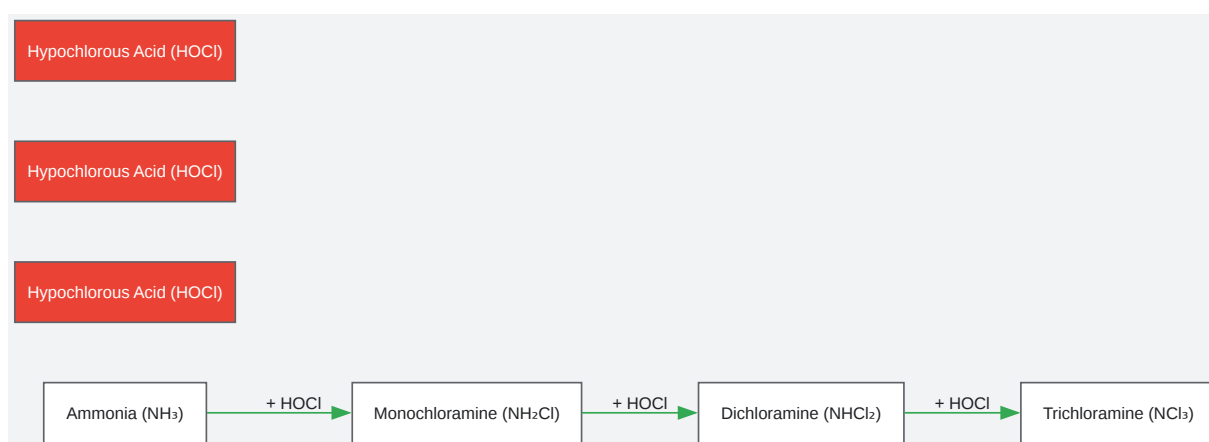 Hypochlorous Acid (HOCl)
Hypochlorous Acid (HOCl)
Hypochlorous Acid (HOCl)
Ammonia (NH₃)
+ HOCl
Monochloramine (NH₂Cl)
+ HOCl
Dichloramine (NHCl₂)
+ HOCl
Trichloramine (NCl₃)